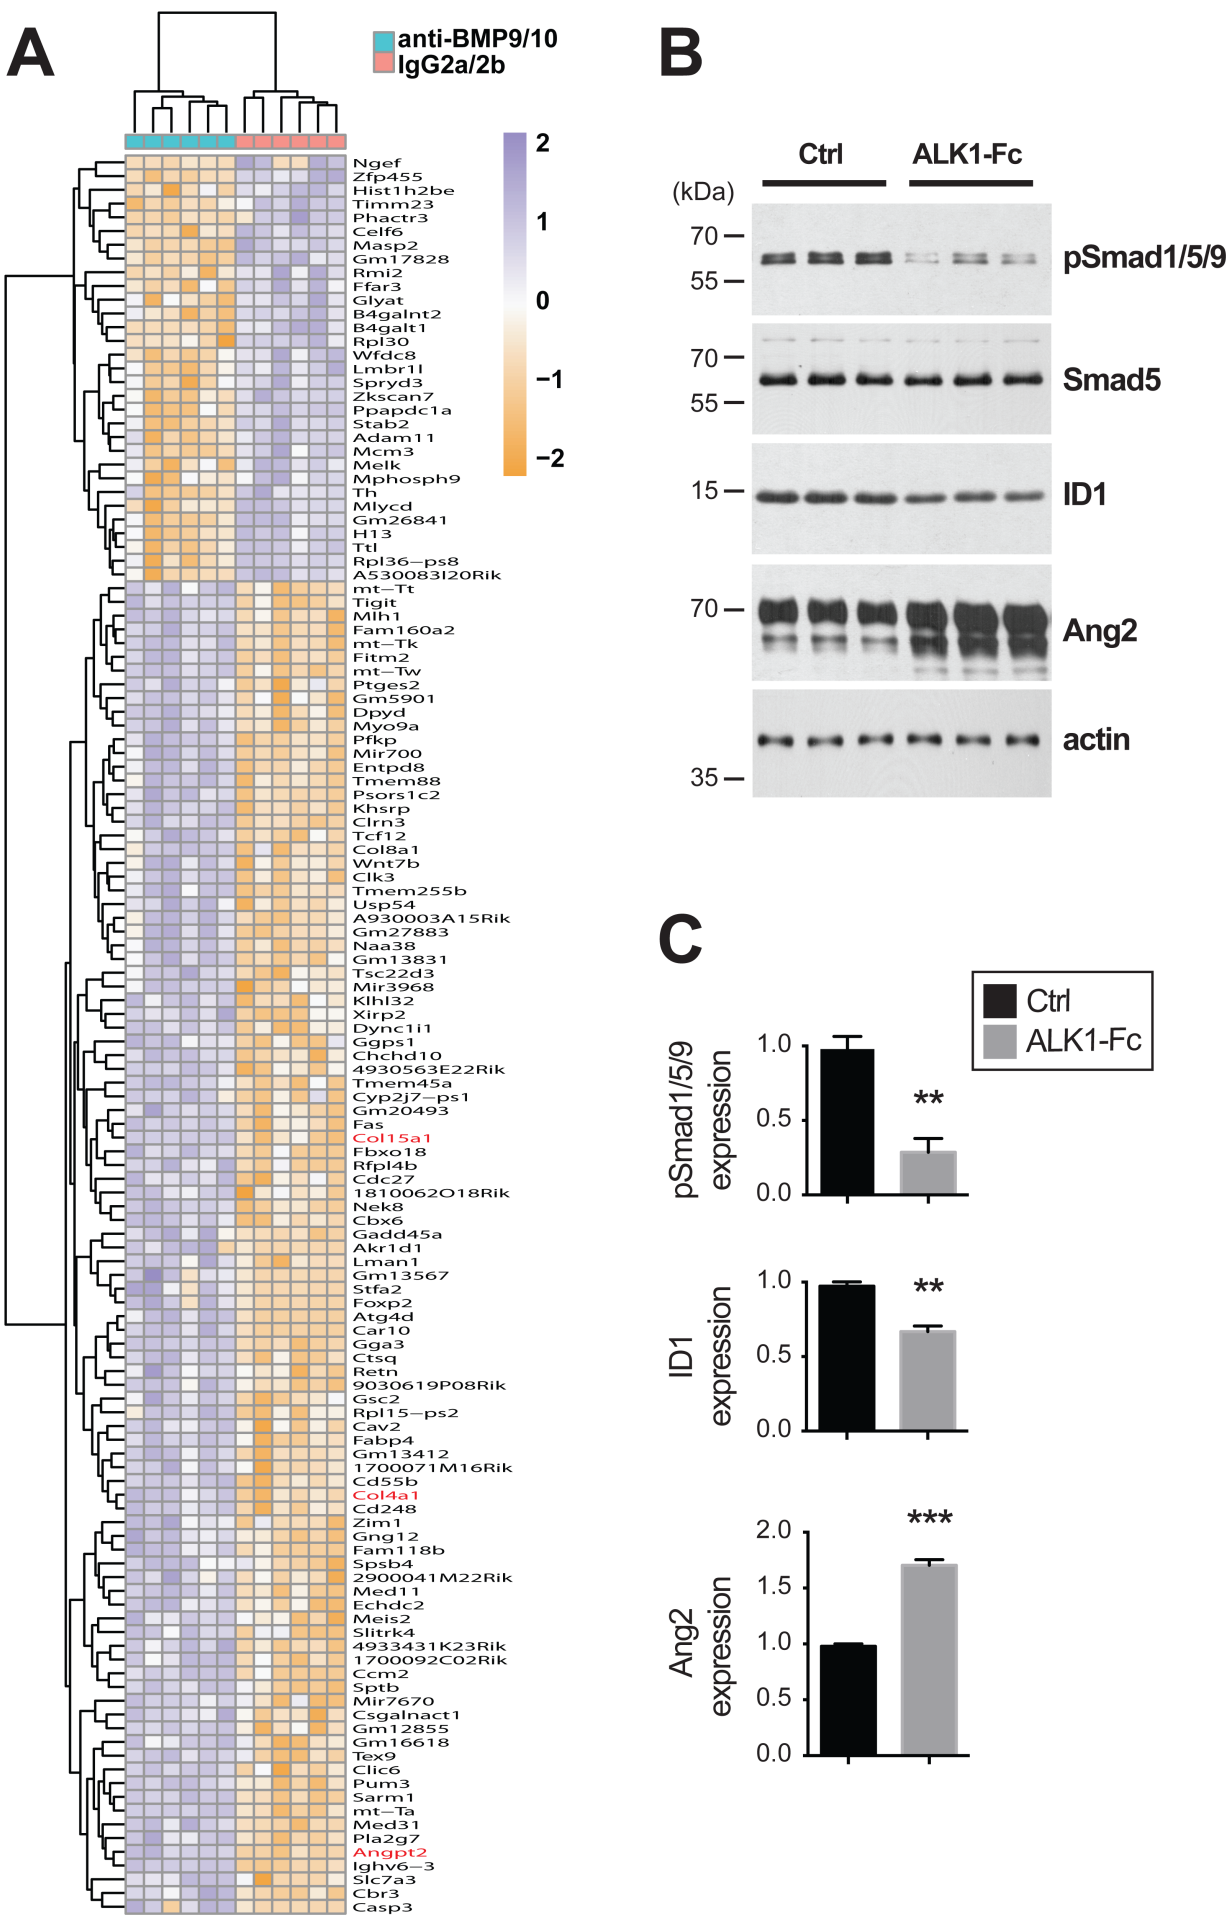 A
anti-BMP9/10
IgG2a/2b
2
1
0
−1
−2
Ngef
Zfp455
Hist1h2be
Timm23
Phactr3
Celf6
Masp2
Gm17828
Rmi2
Ffar3
Glyat
B4galnt2
B4galt1
Rpl30
Wfdc8
Lmbr1l
Spryd3
Zkscan7
Ppapdc1a
Stab2
Adam11
Mcm3
Melk
Mphosph9
Th
Mlycd
Gm26841
H13
Ttl
Rpl36−ps8
A530083I20Rik
mt−Tt
Tigit
Mlh1
Fam160a2
mt−Tk
Fitm2
mt−Tw
Ptges2
Gm5901
Dpyd
Myo9a
Pfkp
Mir700
Entpd8
Tmem88
Psors1c2
Khsrp
Clrn3
Tcf12
Col8a1
Wnt7b
Clk3
Tmem255b
Usp54
A930003A15Rik
Gm27883
Naa38
Gm13831
Tsc22d3
Mir3968
Klhl32
Xirp2
Dync1i1
Ggps1
Chchd10
4930563E22Rik
Tmem45a
Cyp2j7−ps1
Gm20493
Fas
Col15a1
Fbxo18
Rfpl4b
Cdc27
1810062O18Rik
Nek8
Cbx6
Gadd45a
Akr1d1
Lman1
Gm13567
Stfa2
Foxp2
Atg4d
Car10
Gga3
Ctsq
Retn
9030619P08Rik
Gsc2
Rpl15−ps2
Cav2
Fabp4
Gm13412
1700071M16Rik
Cd55b
Col4a1
Cd248
Zim1
Gng12
Fam118b
Spsb4
2900041M22Rik
Med11
Echdc2
Meis2
Slitrk4
4933431K23Rik
1700092C02Rik
Ccm2
Sptb
Mir7670
Csgalnact1
Gm12855
Gm16618
Tex9
Clic6
Pum3
Sarm1
mt−Ta
Med31
Pla2g7
Angpt2
Ighv6−3
Slc7a3
Cbr3
Casp3
B
Ctrl ALK1-Fc
(kDa)
70
55
pSmad1/5/9
70
55
Smad5
15
ID1
70
Ang2
actin
35
C
Ctrl
ALK1-Fc
pSmad1/5/9
expression
1.0
0.5
0.0
**
ID1
expression
1.0
0.5
0.0
**
Ang2
expression
2.0
1.5
1.0
0.5
0.0
***